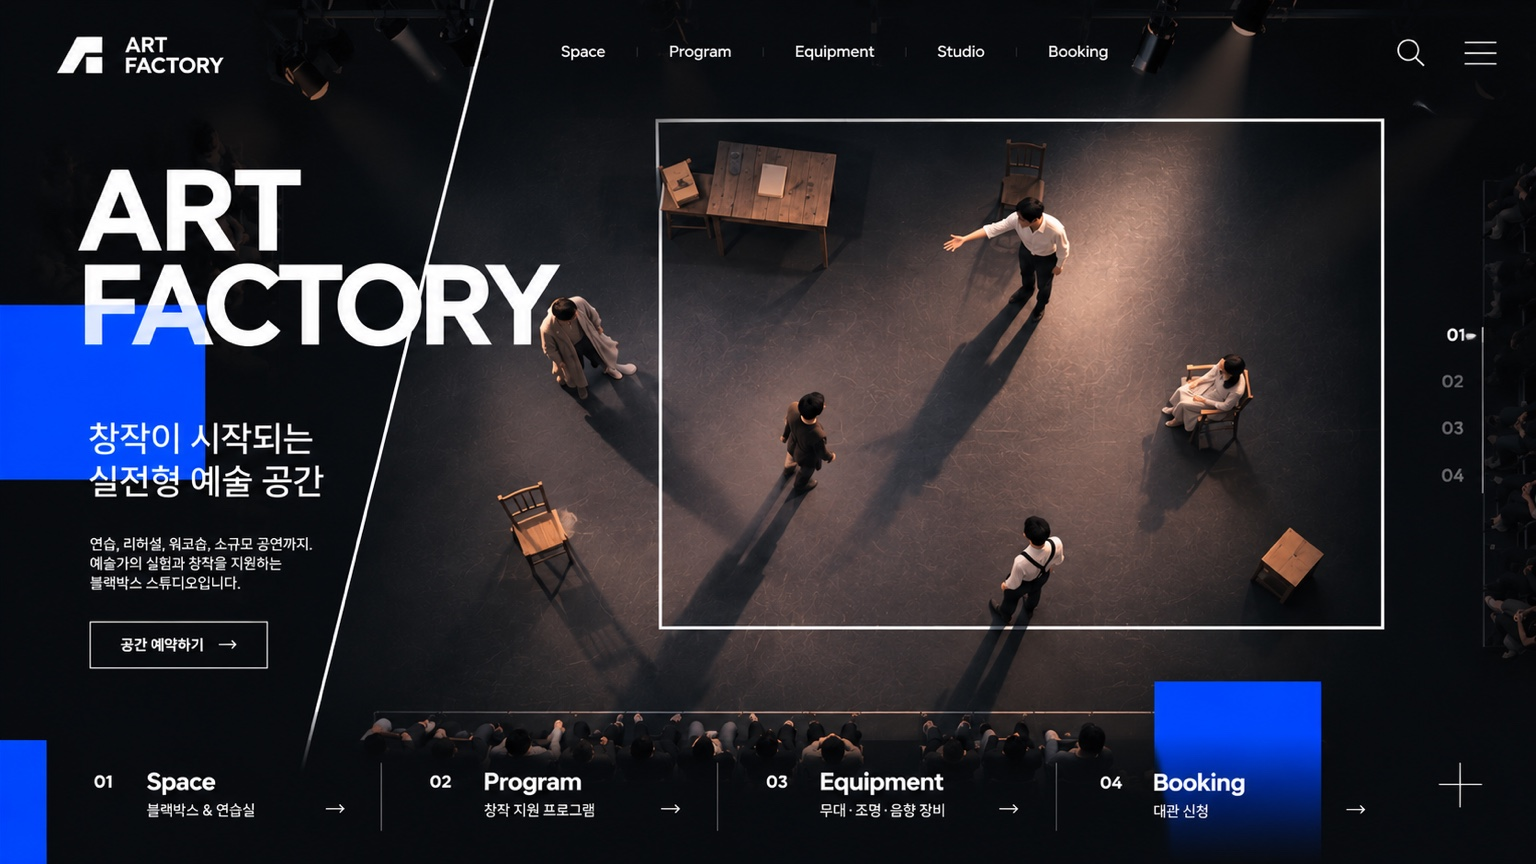 ART
FACTORY
Space
Program
Equipment
Studio
Booking
ART
FACTORY
창작이 시작되는
실전형 예술 공간
연습, 리허설, 워코숍, 소규모 공연까지.
예술가의 실험과 창작을 지원하는
블랙박스 스튜디오입니다.
공간 예약하기 →
01
02
03
04
01 Space
블랙박스 & 연습실 →
02 Program
창작 지원 프로그램 →
03 Equipment
무대 · 조명 · 음향 장비 →
04 Booking
대관 신청 →